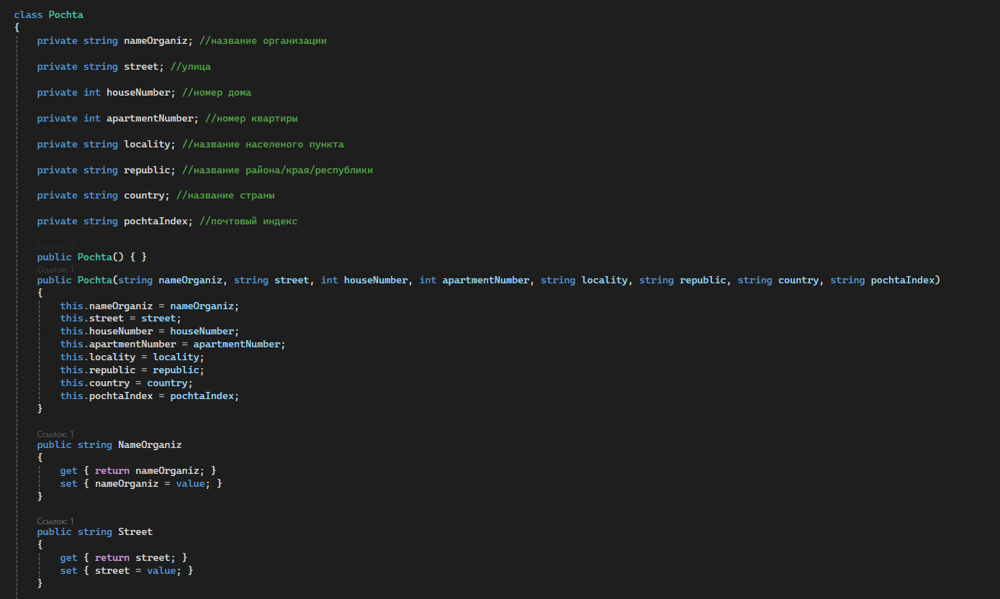 class Pochta
{
private string nameOrganiz; //название организации
private string street; //улица
private int houseNumber; //номер дома
private int apartmentNumber; //номер квартиры
private string locality; //название населеного пункта
private string republic; //название района/края/республики
private string country; //название страны
private string pochtaIndex; //почтовый индекс
Ссылок: 0
public Pochta() { }
Ссылок: 1
public Pochta(string nameOrganiz, string street, int houseNumber, int apartmentNumber, string locality, string republic, string country, string pochtaIndex)
{
this.nameOrganiz = nameOrganiz;
this.street = street;
this.houseNumber = houseNumber;
this.apartmentNumber = apartmentNumber;
this.locality = locality;
this.republic = republic;
this.country = country;
this.pochtaIndex = pochtaIndex;
}
Ссылок: 1
public string NameOrganiz
{
get { return nameOrganiz; }
set { nameOrganiz = value; }
}
Ссылок: 1
public string Street
{
get { return street; }
set { street = value; }
}